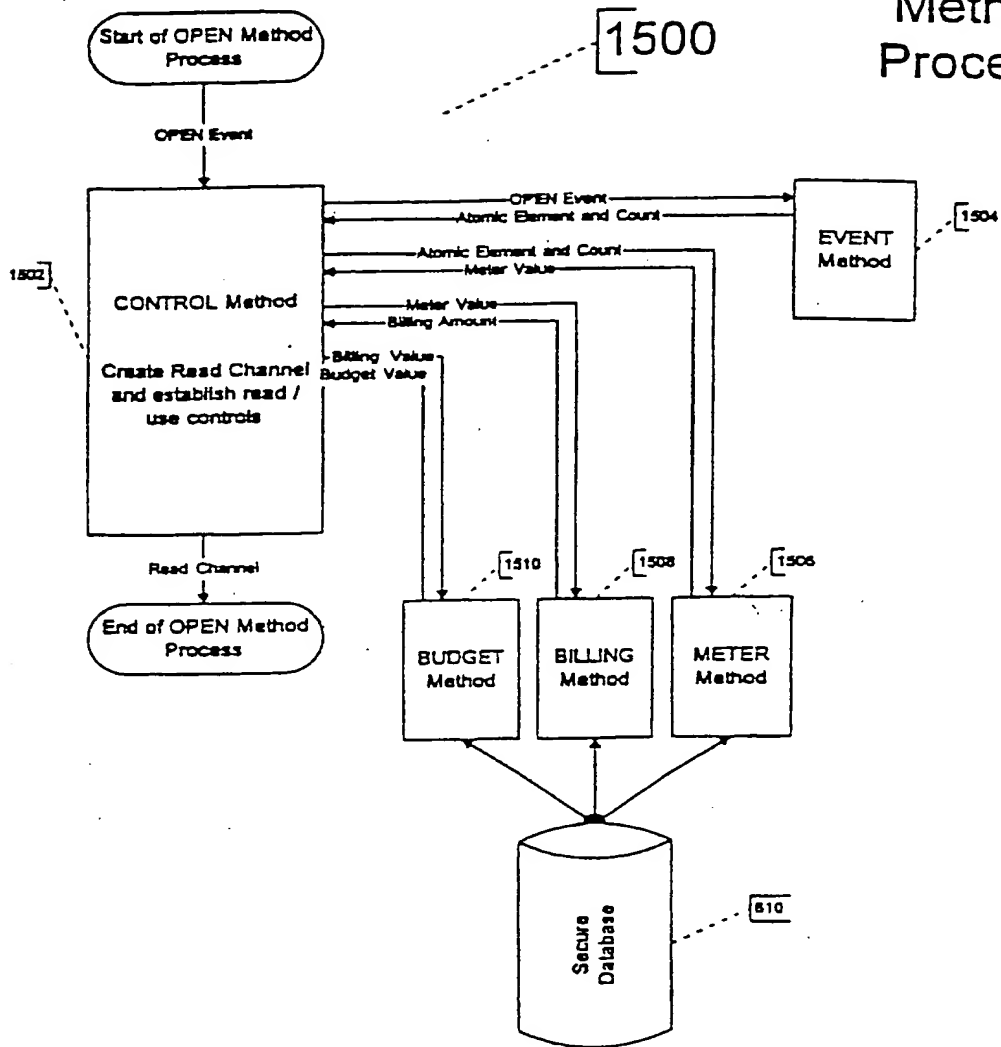 Start of OPEN Method
Process
1500
OPEN Event
OPEN Event
Atomic Element and Count
EVENT
Method
1504
1502
CONTROL Method
Create Read Channel
and establish read /
use controls
Atomic Element and Count
Meter Value
Meter Value
Billing Amount
Billing Value
Budget Value
Read Channel
End of OPEN Method
Process
1510
1508
1506
BUDGET
Method
BILLING
Method
METER
Method
Secure
Database
610